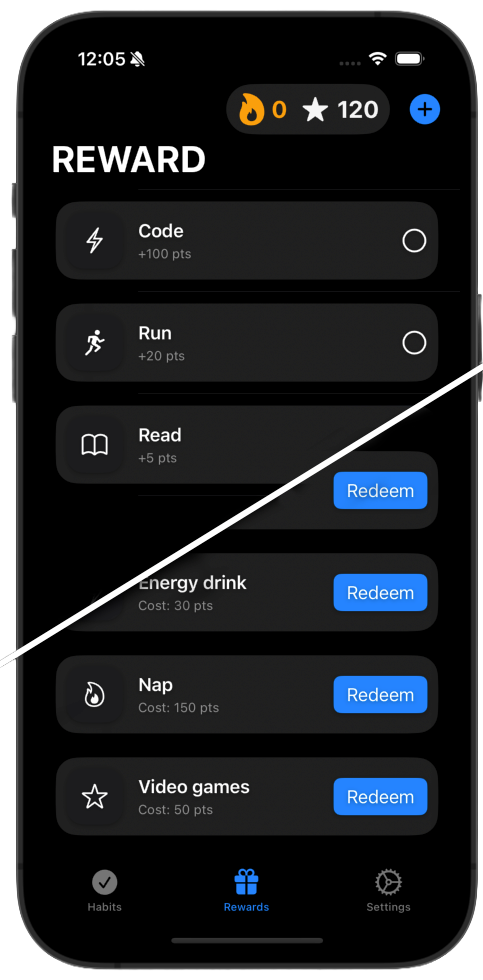 12:05
0 120
REWARD
Code
+100 pts
Run
+20 pts
Read
+5 pts
Redeem
Energy drink
Cost: 30 pts
Redeem
Nap
Cost: 150 pts
Redeem
Video games
Cost: 50 pts
Redeem
Habits Rewards Settings